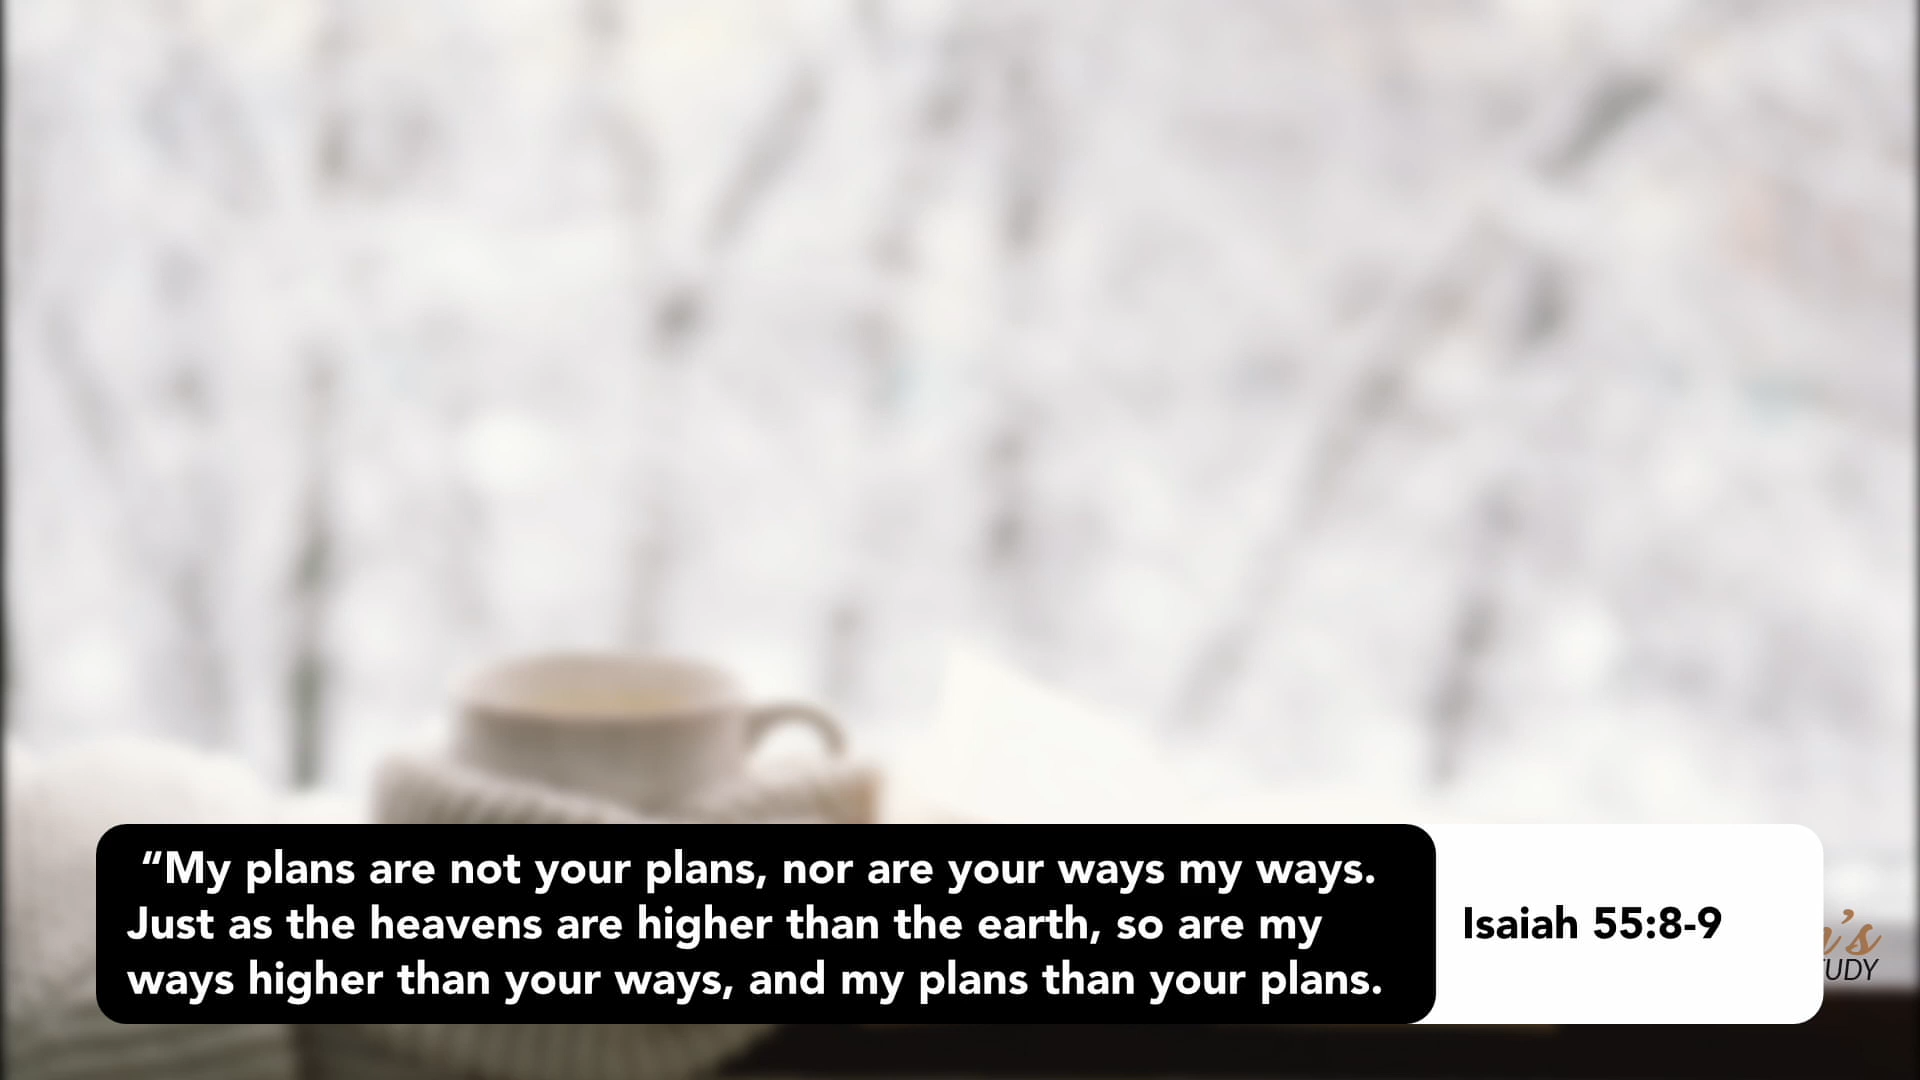 “My plans are not your plans, nor are your ways my ways.
Just as the heavens are higher than the earth, so are my
ways higher than your ways, and my plans than your plans.
Isaiah 55:8-9